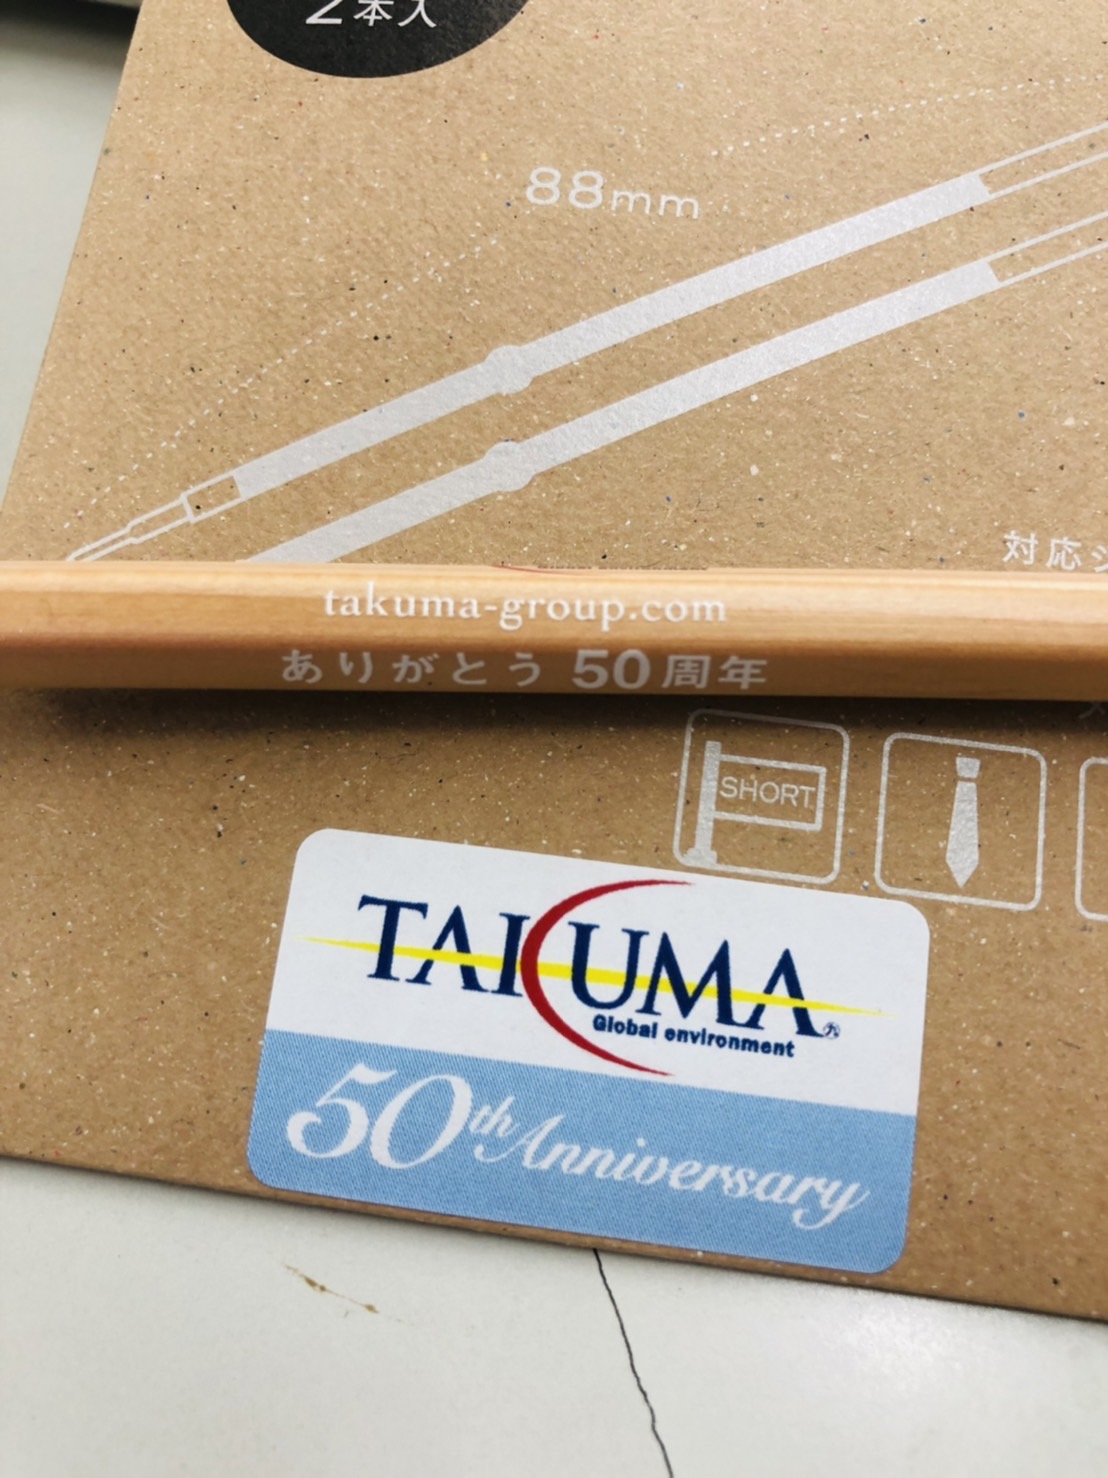 2本入
88mm
対応シ
takuma-group.com
ありがとう 50周年
SHORT
TAKUMA
Global environment
50th Anniversary